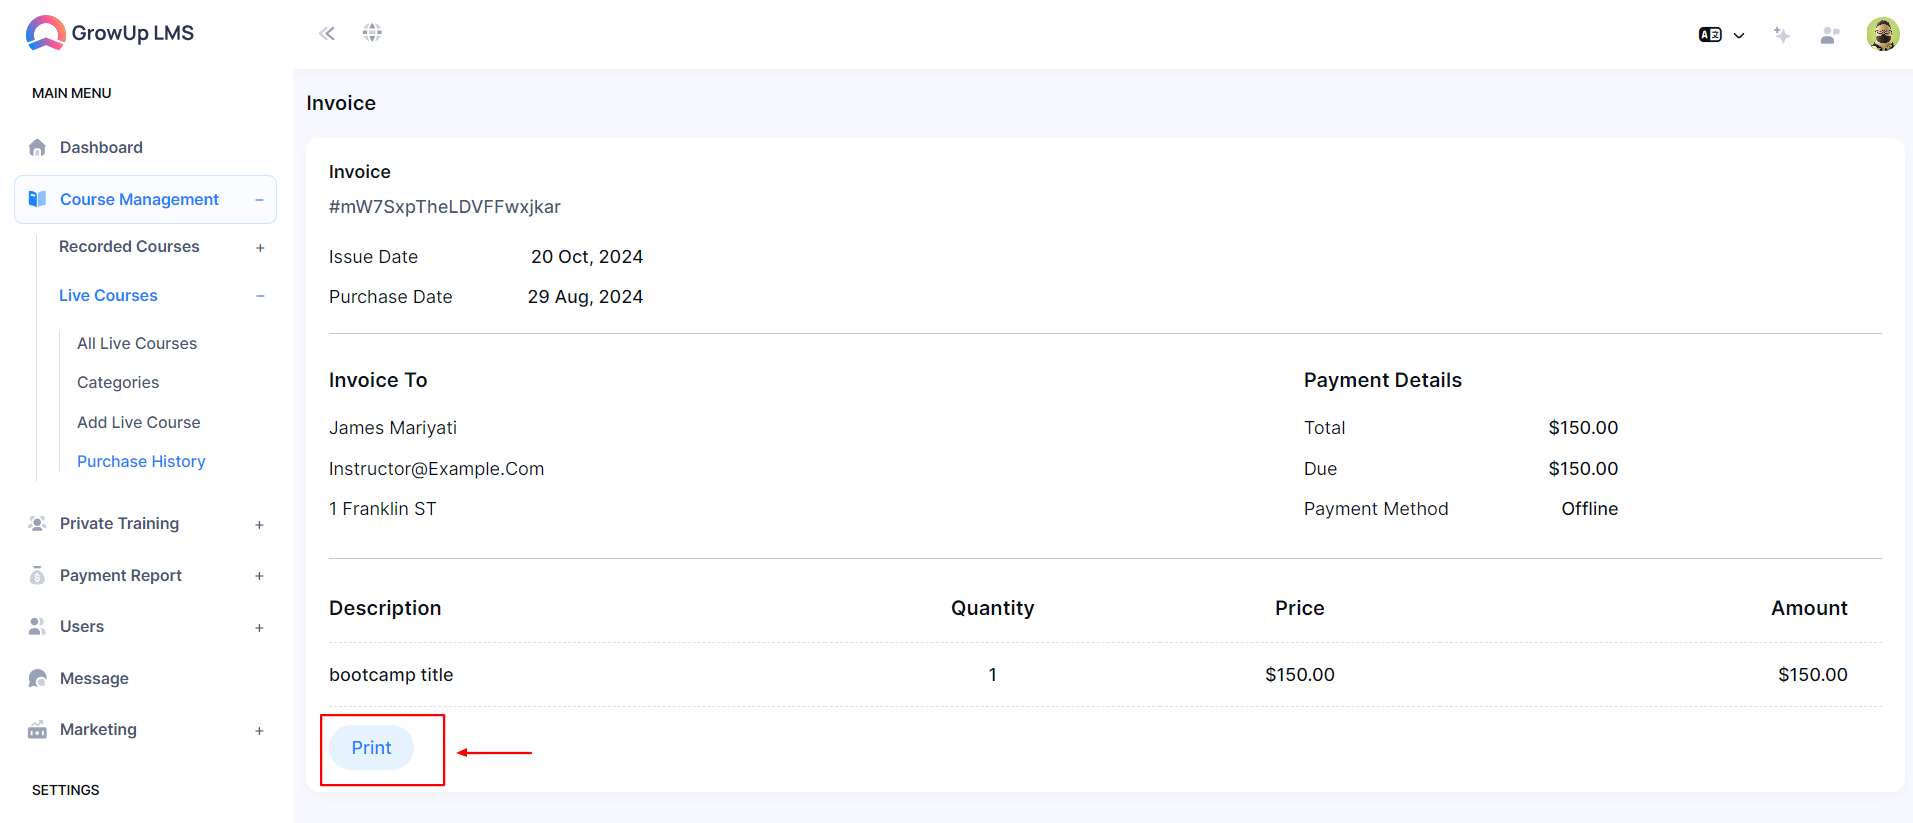 GrowUp LMS
MAIN MENU
Dashboard
Course Management −
Recorded Courses +
Live Courses −
All Live Courses
Categories
Add Live Course
Purchase History
Private Training +
Payment Report +
Users +
Message
Marketing +
SETTINGS
Invoice
Invoice
#mW7SxpTheLDVFFwxjkar
Issue Date 20 Oct, 2024
Purchase Date 29 Aug, 2024
Invoice To
James Mariyati
Instructor@Example.Com
1 Franklin ST
Payment Details
Total $150.00
Due $150.00
Payment Method Offline
Description Quantity Price Amount
bootcamp title 1 $150.00 $150.00
Print